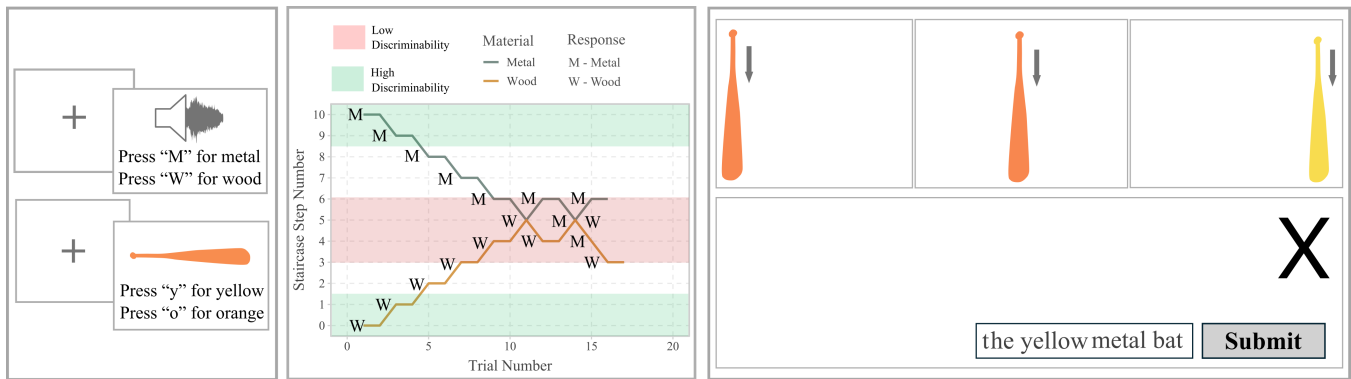 +
Press “M” for metal
Press “W” for wood
+
Press “y” for yellow
Press “o” for orange
Low
Discriminability
High
Discriminability
Material
Metal
Wood
Response
M - Metal
W - Wood
Staircase Step Number
10
9
8
7
6
5
4
3
2
1
0
M
M
M
M
M
M
M
W
M
W
W
W
M
W
W
W
W
W
0
5
10
15
20
Trial Number
X
the yellow metal bat
Submit